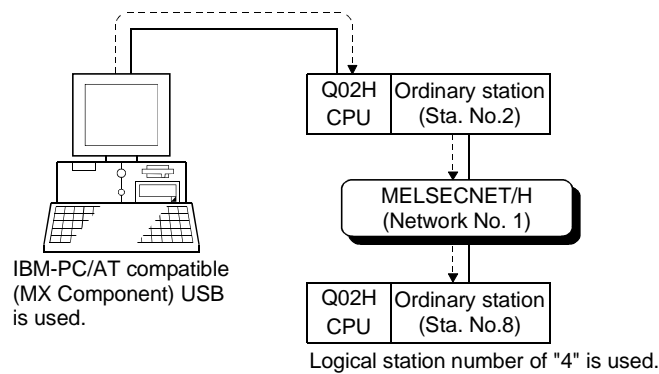 Q02H
CPU
Ordinary station
(Sta. No.2)
MELSECNET/H
(Network No. 1)
IBM-PC/AT compatible
(MX Component) USB
is used.
Q02H
CPU
Ordinary station
(Sta. No.8)
Logical station number of "4" is used.